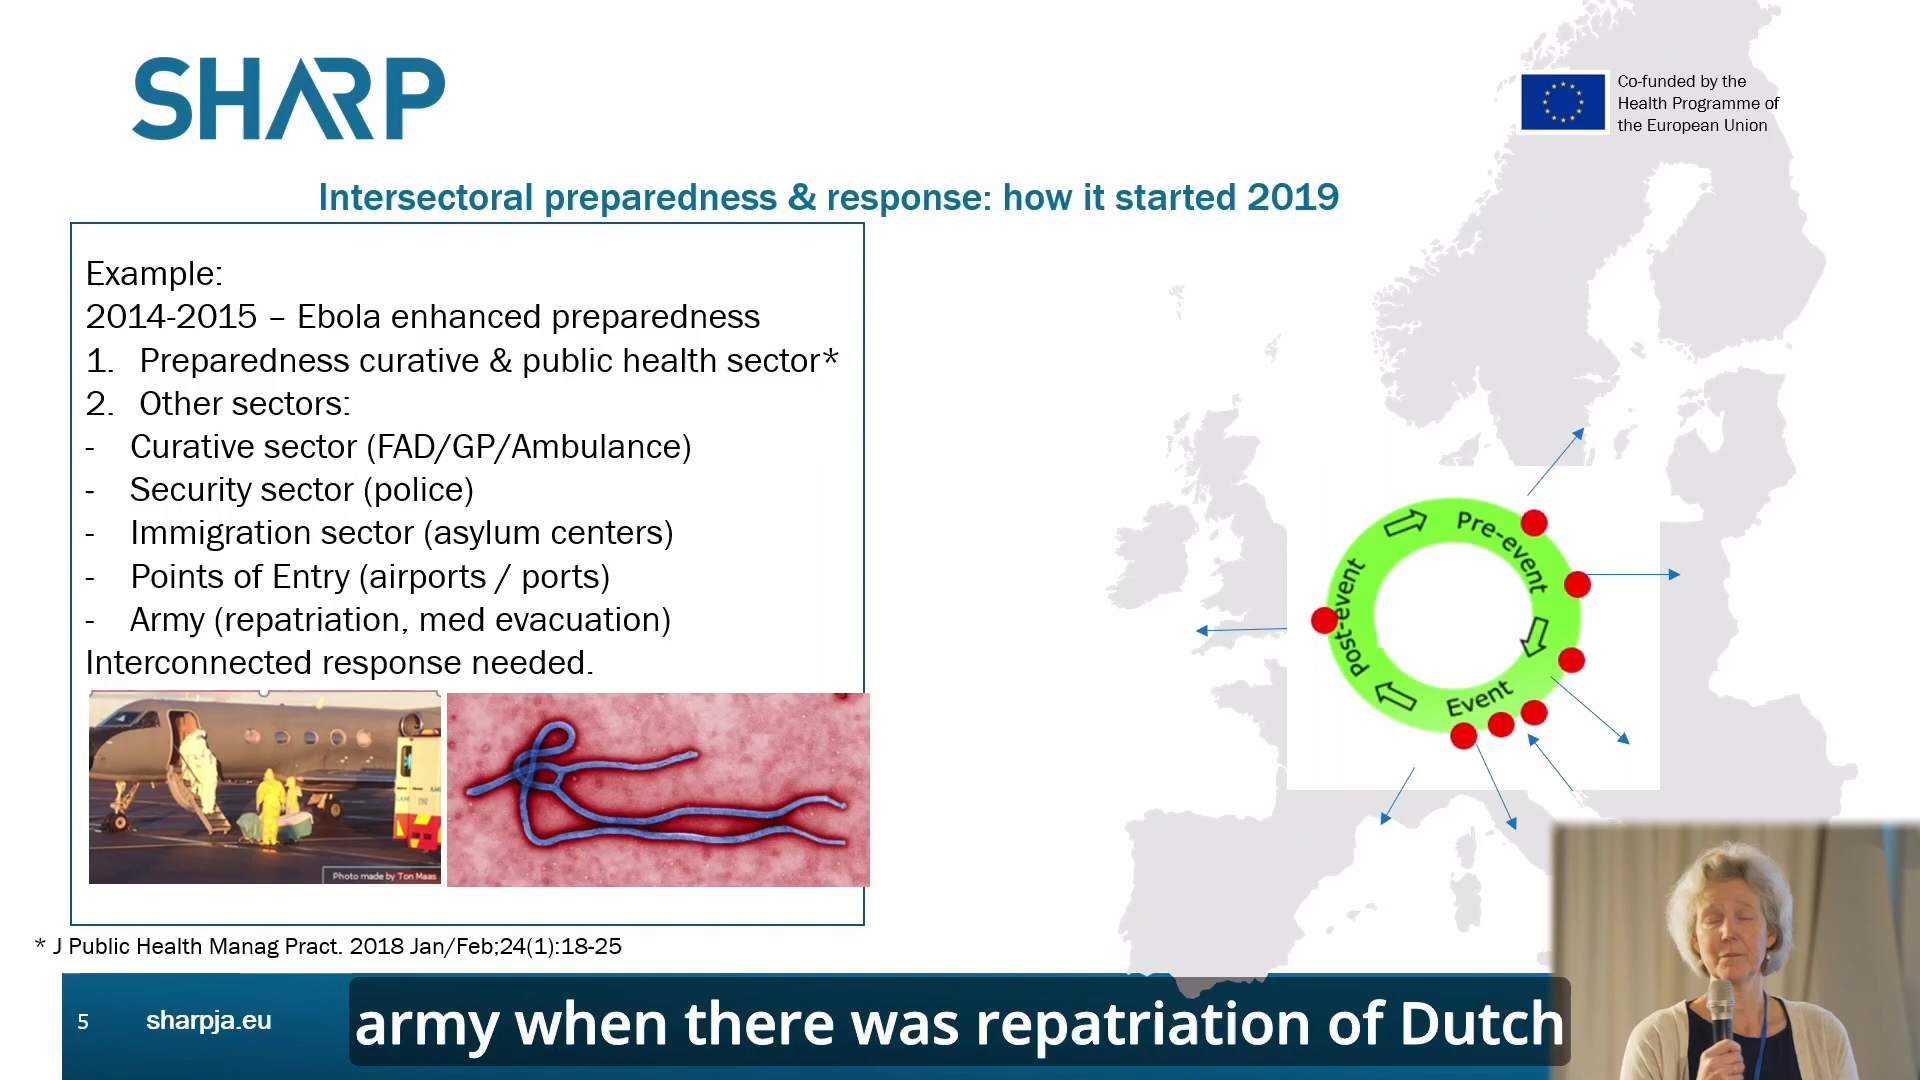 SHARP
Co-funded by the
Health Programme of
the European Union
Intersectoral preparedness & response: how it started 2019
Example:
2014-2015 – Ebola enhanced preparedness
1. Preparedness curative & public health sector*
2. Other sectors:
- Curative sector (FAD/GP/Ambulance)
- Security sector (police)
- Immigration sector (asylum centers)
- Points of Entry (airports / ports)
- Army (repatriation, med evacuation)
Interconnected response needed.
Photo made by Ton Maas
Pre-event
Event
Post-event
* J Public Health Manag Pract. 2018 Jan/Feb;24(1):18-25
5 sharpja.eu
army when there was repatriation of Dutch